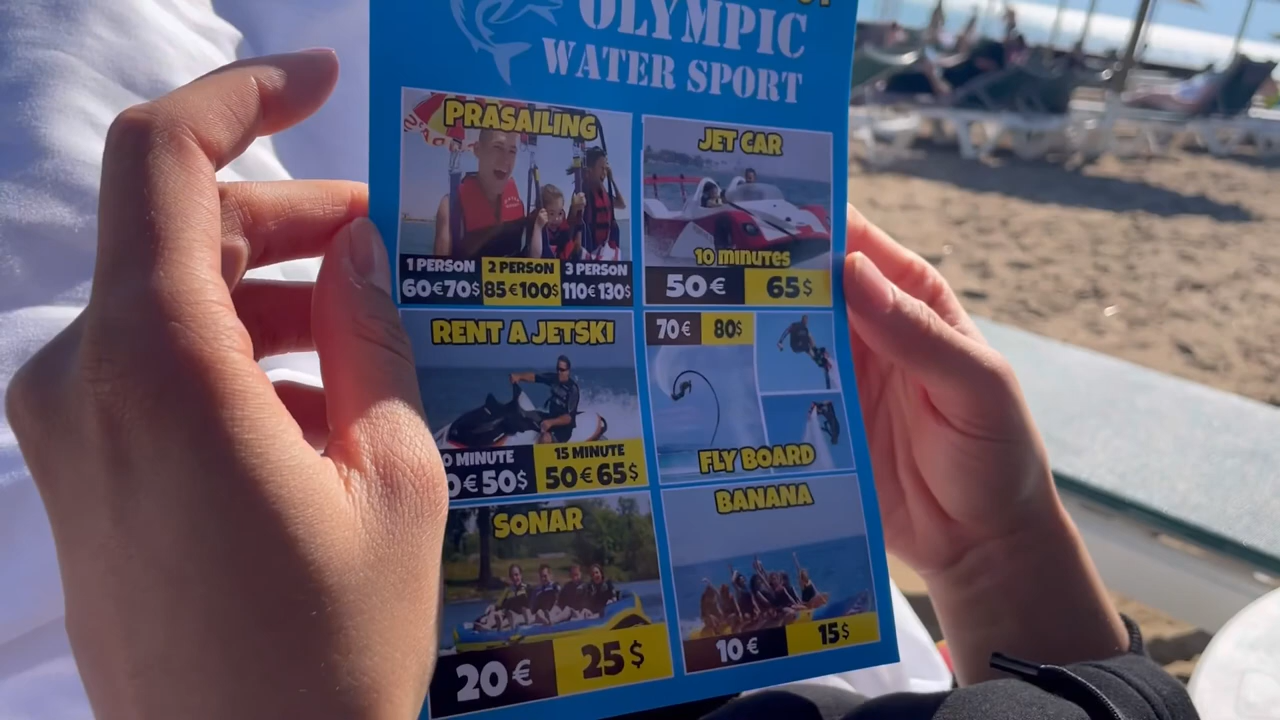 OLYMPIC
WATER SPORT
PRASAILING
1 PERSON 2 PERSON 3 PERSON
60€70$ 85€100$ 110€130$
JET CAR
10 minutes
50€ 65$
RENT A JETSKI
MINUTE 15 MINUTE
€50$ 50€65$
70€ 80$
FLY BOARD
SONAR
20€ 25$
BANANA
10€ 15$